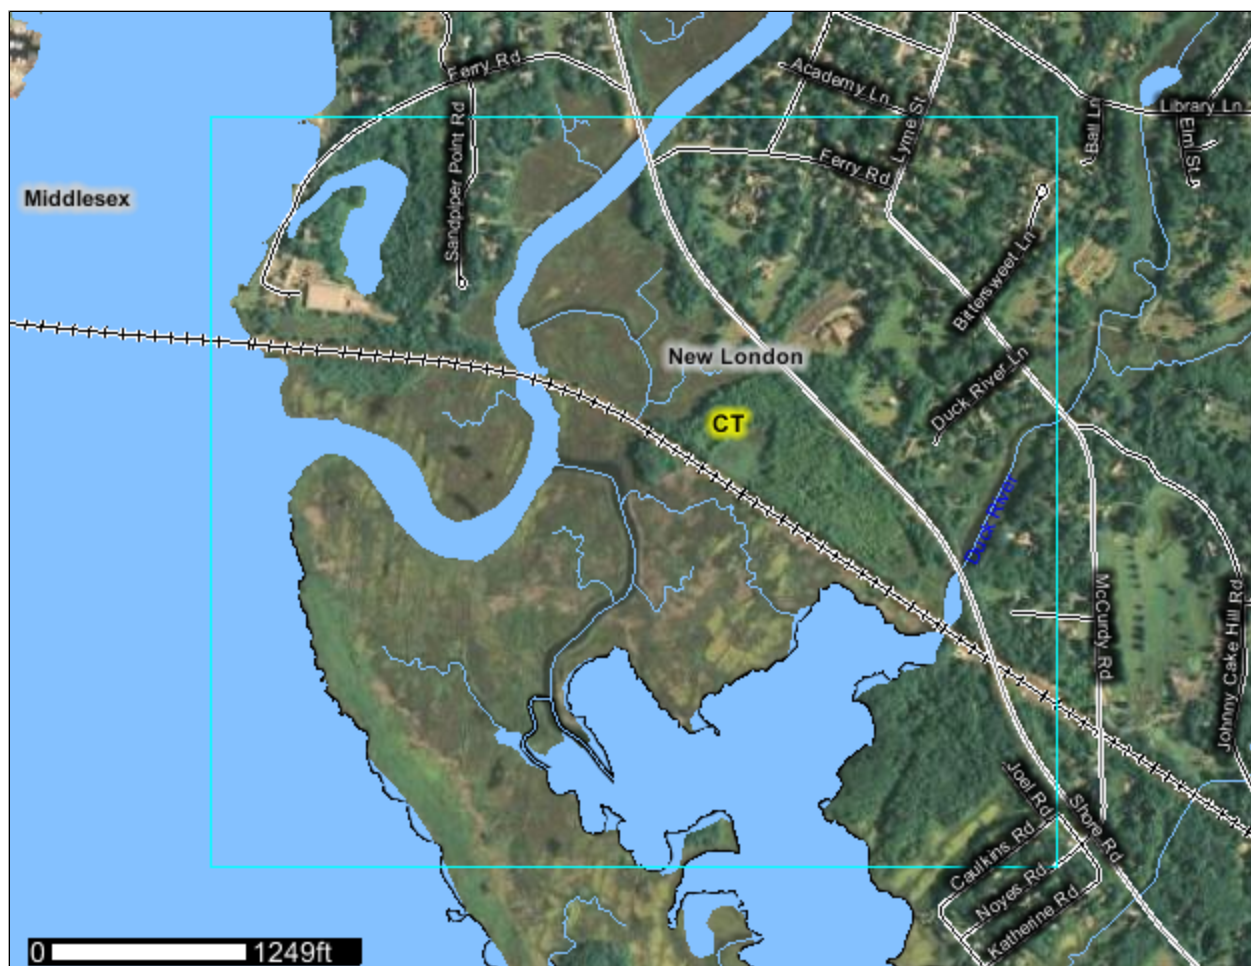 Ferry Rd
Academy Ln
Library Ln
Ball Ln
Elm St
Lyme St
Sandpiper Point Rd
Ferry Rd
Middlesex
Bittersweet Ln
New London
Duck River Ln
CT
Duck River
McCurdy Rd
Johnny Cake Hill Rd
Joel Rd
Shore Rd
Caulkins Rd
Noyes Rd
Katherine Rd
0 1249ft